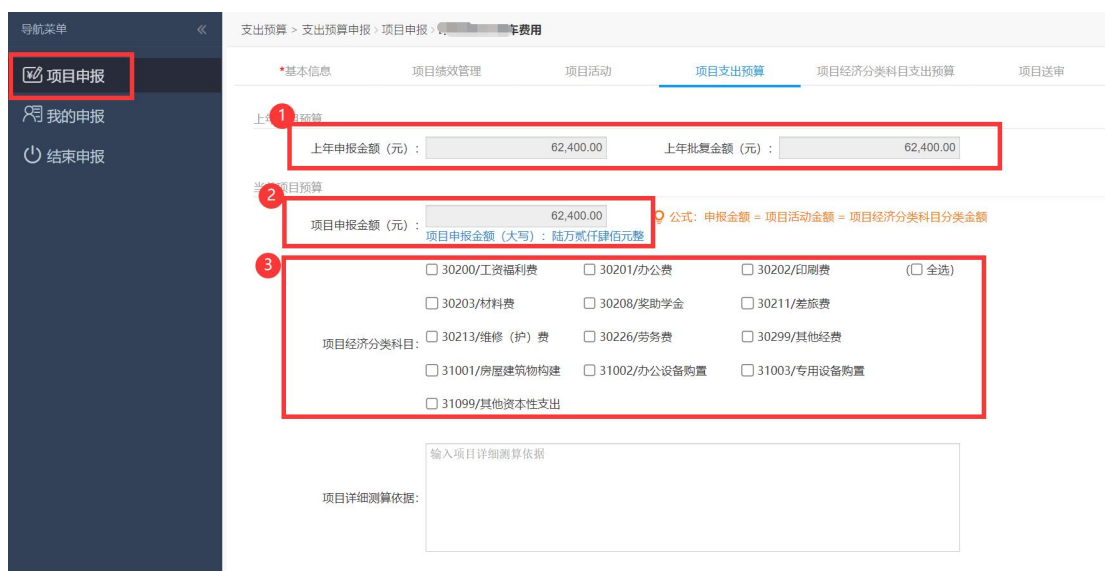 导航菜单
支出预算 > 支出预算申报 > 项目申报 > 车费用
项目申报
我的申报
结束申报
*基本信息 项目绩效管理 项目活动 项目支出预算 项目经济分类科目支出预算 项目送审
1
上年 预算
上年申报金额（元）: 62,400.00 上年批复金额（元）: 62,400.00
2
项目预算
项目申报金额（元）: 62,400.00 公式：申报金额 = 项目活动金额 = 项目经济分类科目分类金额
项目申报金额（大写）: 陆万贰仟肆佰元整
3
30200/工资福利费 30201/办公费 30202/印刷费 (全选)
30203/材料费 30208/奖助学金 30211/差旅费
项目经济分类科目: 30213/维修（护）费 30226/劳务费 30299/其他经费
31001/房屋建筑物构建 31002/办公设备购置 31003/专用设备购置
31099/其他资本性支出
输入项目详细测算依据
项目详细测算依据: